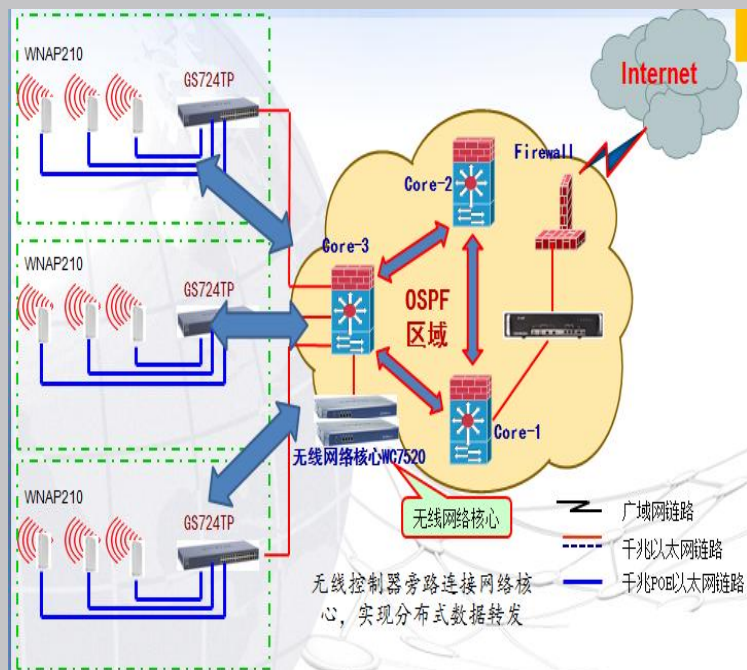 WNAP210
GS724TP
WNAP210
GS724TP
WNAP210
GS724TP
Internet
Firewall
Core-2
Core-3
OSPF
区域
Core-1
无线网络核心WC7520
无线网络核心
无线控制器旁路连接网络核
心，实现分布式数据转发
广域网链路
千兆以太网链路
千兆POE以太网链路